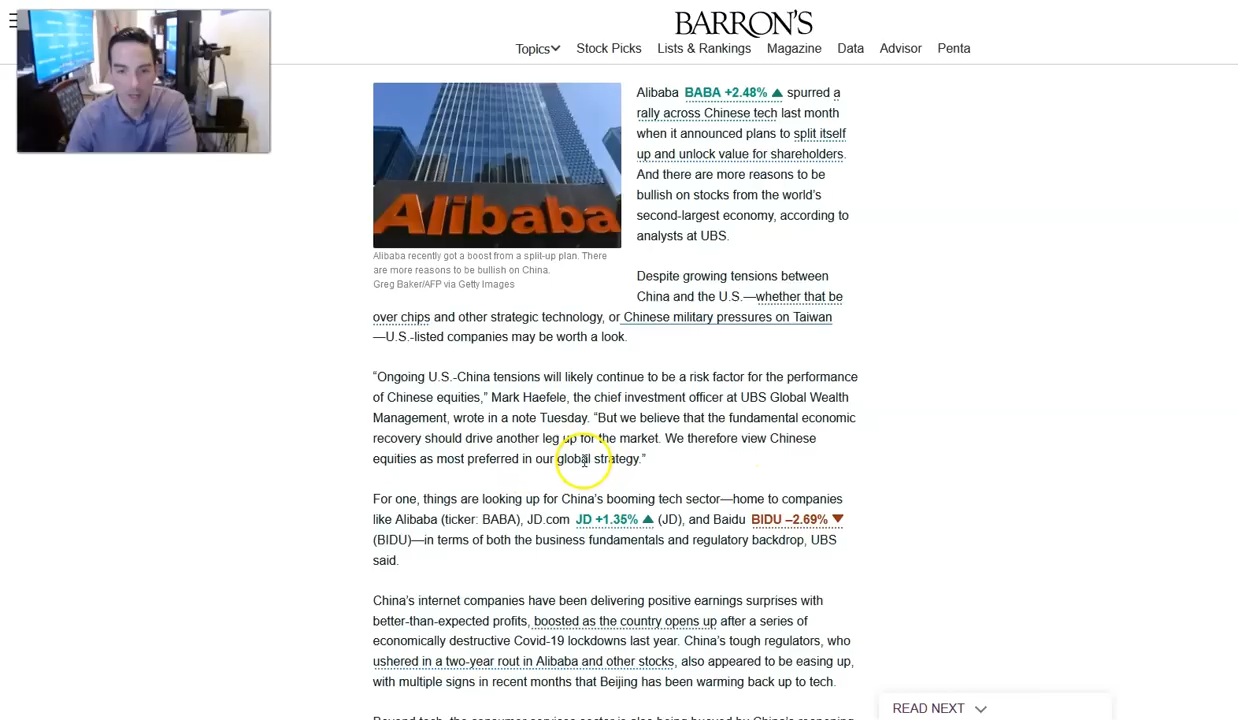 BARRON'S
Topics Stock Picks Lists & Rankings Magazine Data Advisor Penta
Alibaba
Alibaba recently got a boost from a split-up plan. There
are more reasons to be bullish on China.
Greg Baker/AFP via Getty Images
Alibaba BABA +2.48% ▲ spurred a
rally across Chinese tech last month
when it announced plans to split itself
up and unlock value for shareholders.
And there are more reasons to be
bullish on stocks from the world's
second-largest economy, according to
analysts at UBS.
Despite growing tensions between
China and the U.S.—whether that be
over chips and other strategic technology, or Chinese military pressures on Taiwan
—U.S.-listed companies may be worth a look.
“Ongoing U.S.-China tensions will likely continue to be a risk factor for the performance
of Chinese equities,” Mark Haefele, the chief investment officer at UBS Global Wealth
Management, wrote in a note Tuesday. “But we believe that the fundamental economic
recovery should drive another leg up for the market. We therefore view Chinese
equities as most preferred in our global strategy.”
For one, things are looking up for China's booming tech sector—home to companies
like Alibaba (ticker: BABA), JD.com JD +1.35% ▲ (JD), and Baidu BIDU –2.69% ▼
(BIDU)—in terms of both the business fundamentals and regulatory backdrop, UBS
said.
China's internet companies have been delivering positive earnings surprises with
better-than-expected profits, boosted as the country opens up after a series of
economically destructive Covid-19 lockdowns last year. China's tough regulators, who
ushered in a two-year rout in Alibaba and other stocks, also appeared to be easing up,
with multiple signs in recent months that Beijing has been warming back up to tech.
Beyond tech, the consumer services sector is also being buoyed by China's reopening
READ NEXT